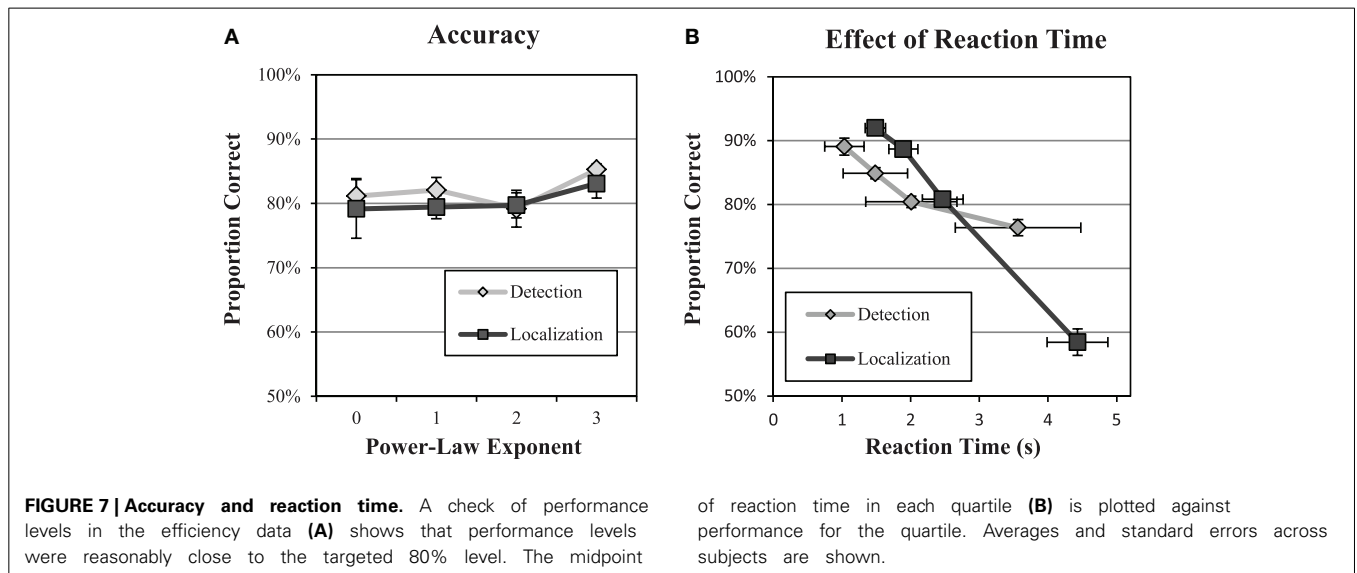 A
Accuracy
100%
90%
80%
70%
60%
50%
Proportion Correct
Detection
Localization
0 1 2 3
Power-Law Exponent
B
Effect of Reaction Time
100%
90%
80%
70%
60%
50%
Proportion Correct
Detection
Localization
0 1 2 3 4 5
Reaction Time (s)
FIGURE 7 | Accuracy and reaction time. A check of performance
levels in the efficiency data (A) shows that performance levels
were reasonably close to the targeted 80% level. The midpoint
of reaction time in each quartile (B) is plotted against
performance for the quartile. Averages and standard errors across
subjects are shown.